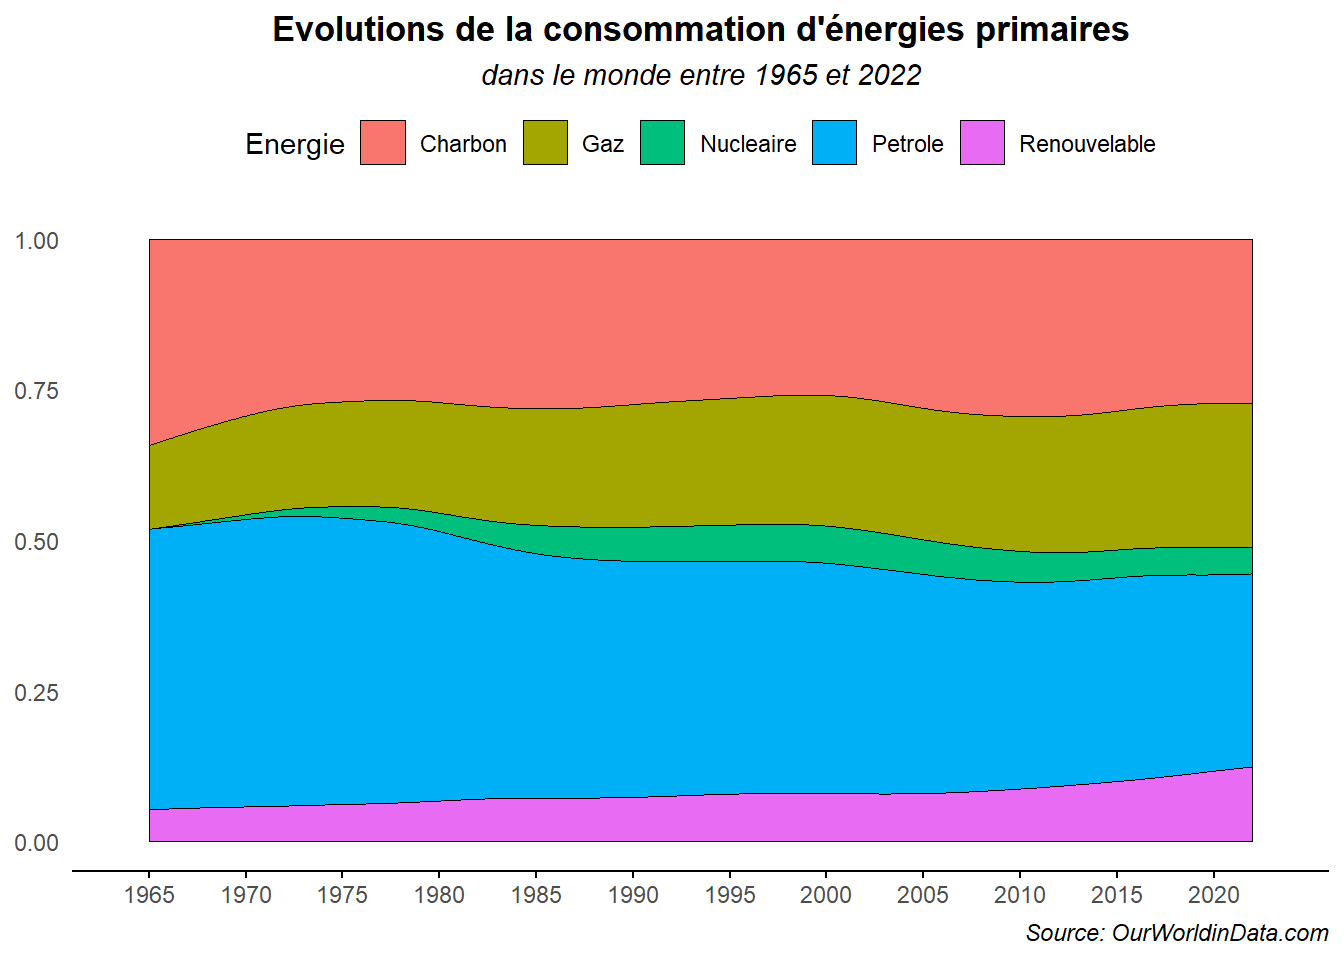 Evolutions de la consommation d'énergies primaires
dans le monde entre 1965 et 2022
Energie Charbon Gaz Nucleaire Petrole Renouvelable
1.00
0.75
0.50
0.25
0.00
1965 1970 1975 1980 1985 1990 1995 2000 2005 2010 2015 2020
Source: OurWorldinData.com